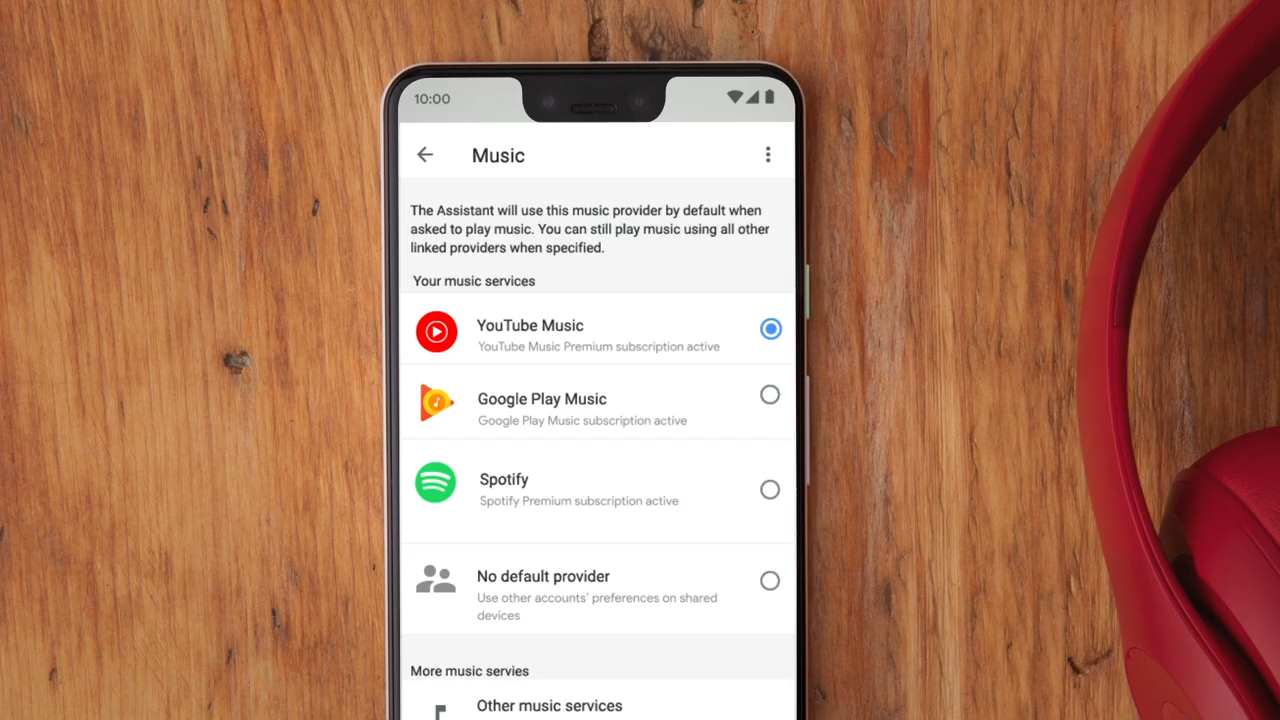 10:00
Music
The Assistant will use this music provider by default when
asked to play music. You can still play music using all other
linked providers when specified.
Your music services
YouTube Music
YouTube Music Premium subscription active
Google Play Music
Google Play Music subscription active
Spotify
Spotify Premium subscription active
No default provider
Use other accounts' preferences on shared
devices
More music servies
Other music services